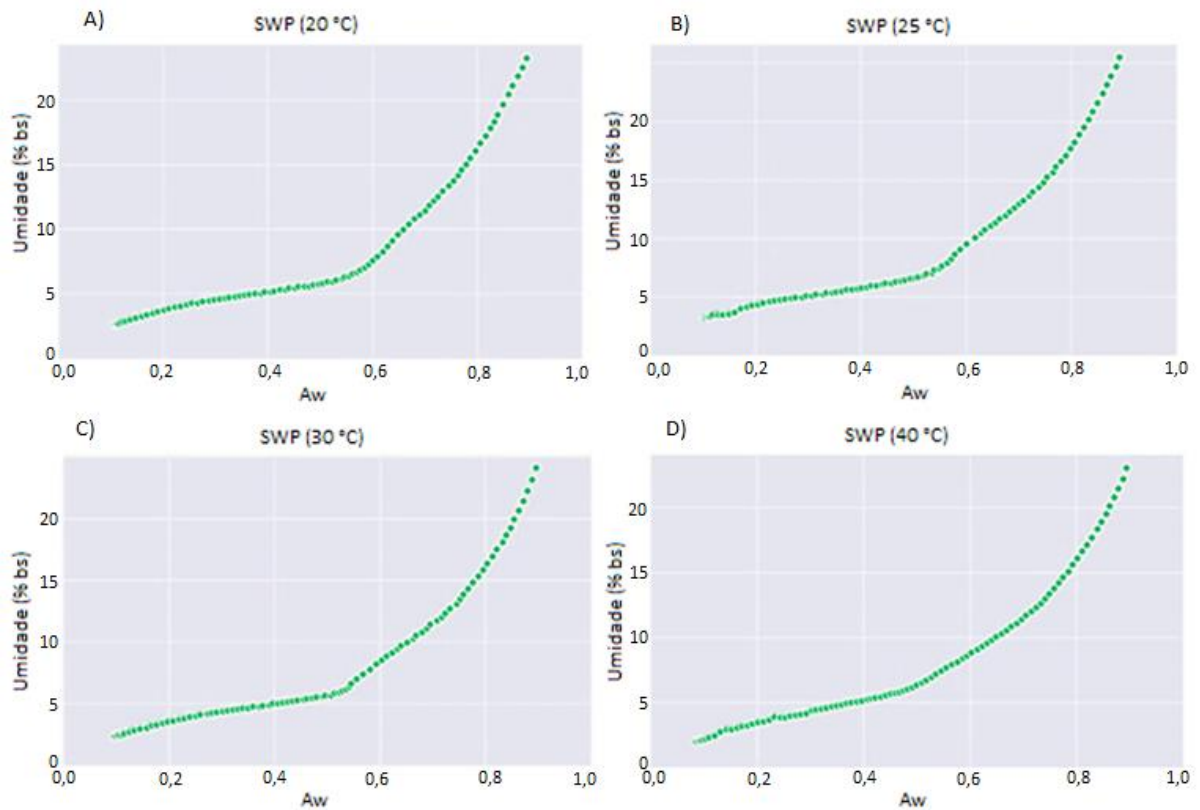 A)
SWP (20 °C)
Umidade (% bs)
20
15
10
5
0
0,0 0,2 0,4 0,6 0,8 1,0
Aw
B)
SWP (25 °C)
Umidade (% bs)
20
15
10
5
0
0,0 0,2 0,4 0,6 0,8 1,0
Aw
C)
SWP (30 °C)
Umidade (% bs)
20
15
10
5
0
0,0 0,2 0,4 0,6 0,8 1,0
Aw
D)
SWP (40 °C)
Umidade (% bs)
20
15
10
5
0
0,0 0,2 0,4 0,6 0,8 1,0
Aw